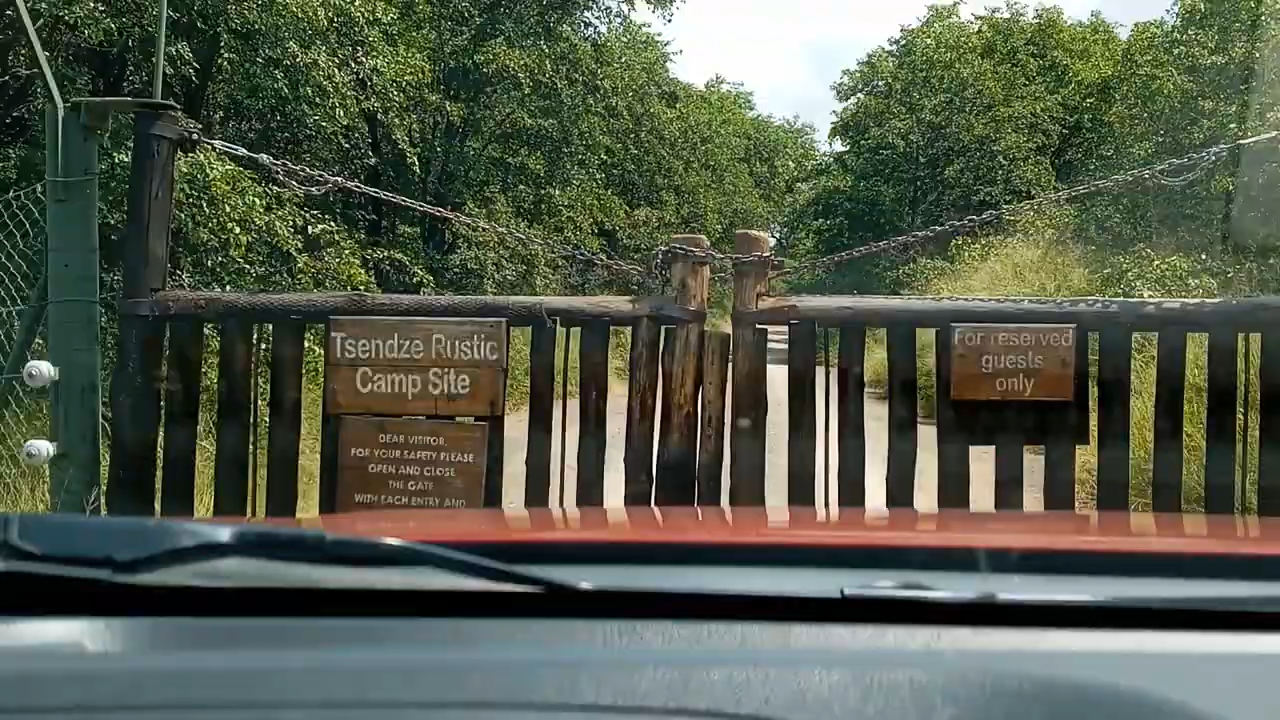 Tsendze Rustic
Camp Site
DEAR VISITOR,
FOR YOUR SAFETY PLEASE
OPEN AND CLOSE
THE GATE
WITH EACH ENTRY AND
For reserved
guests
only